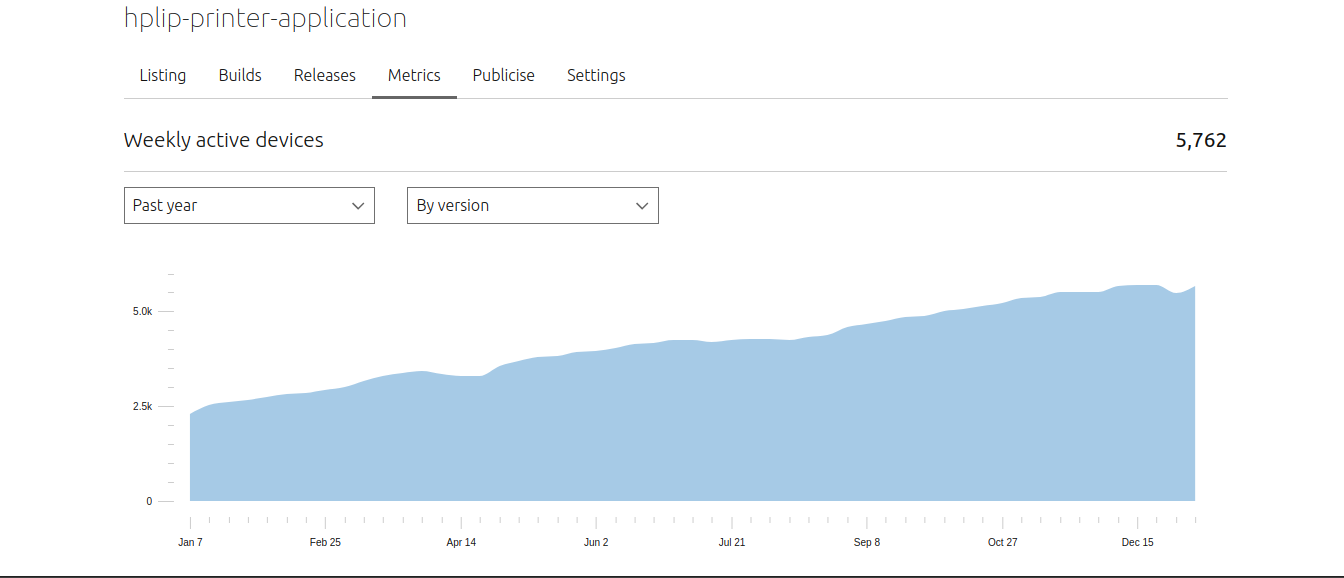 hplip-printer-application
Listing Builds Releases Metrics Publicise Settings
Weekly active devices 5,762
Past year By version
5.0k
2.5k
0
Jan 7 Feb 25 Apr 14 Jun 2 Jul 21 Sep 8 Oct 27 Dec 15